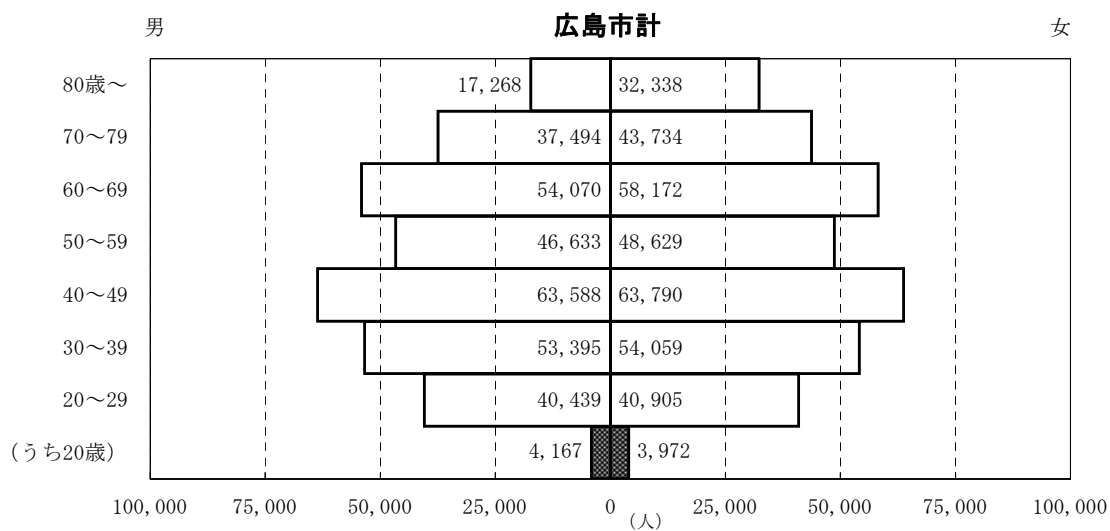 広島市計
男 女
80歳～ 17,268 32,338
70～79 37,494 43,734
60～69 54,070 58,172
50～59 46,633 48,629
40～49 63,588 63,790
30～39 53,395 54,059
20～29 40,439 40,905
(うち20歳) 4,167 3,972
100,000 75,000 50,000 25,000 0 25,000 50,000 75,000 100,000
(人)